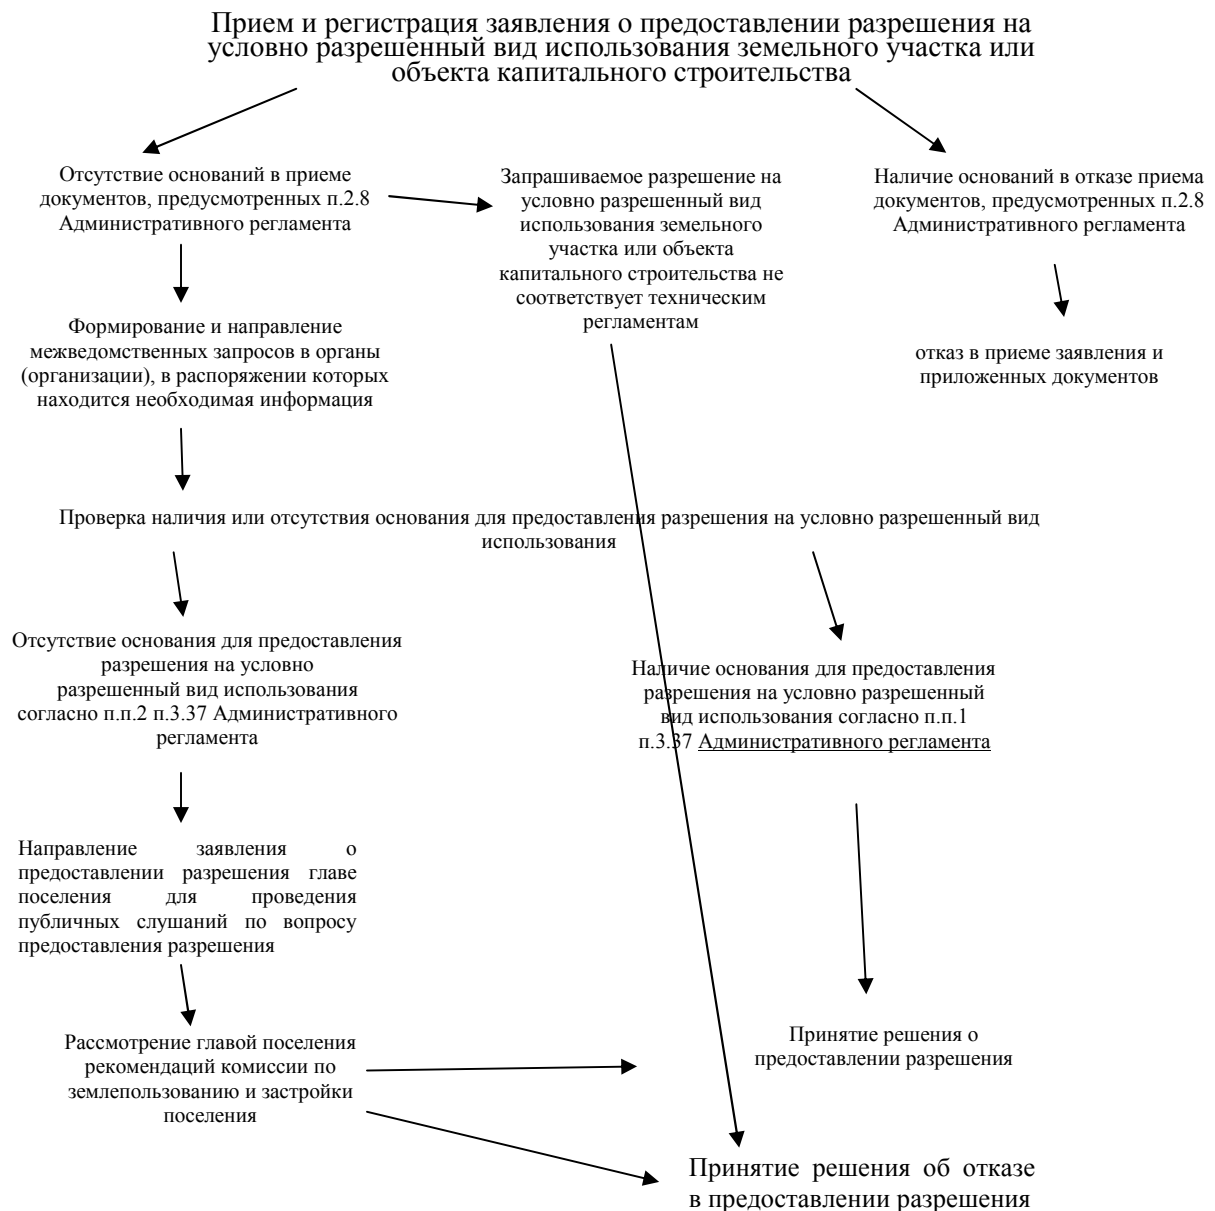 Прием и регистрация заявления о предоставлении разрешения на
условно разрешенный вид использования земельного участка или
объекта капитального строительства
Отсутствие оснований в приеме
документов, предусмотренных п.2.8
Административного регламента
Запрашиваемое разрешение на
условно разрешенный вид
использования земельного
участка или объекта
капитального строительства не
соответствует техническим
регламентам
Наличие оснований в отказе приема
документов, предусмотренных п.2.8
Административного регламента
Формирование и направление
межведомственных запросов в органы
(организации), в распоряжении которых
находится необходимая информация
отказ в приеме заявления и
приложенных документов
Проверка наличия или отсутствия основания для предоставления разрешения на условно разрешенный вид
использования
Отсутствие основания для предоставления
разрешения на условно
разрешенный вид использования
согласно п.п.2 п.3.37 Административного
регламента
Наличие основания для предоставления
разрешения на условно разрешенный
вид использования согласно п.п.1
п.3.37 Административного регламента
Направление заявления о
предоставлении разрешения главе
поселения для проведения
публичных слушаний по вопросу
предоставления разрешения
Рассмотрение главой поселения
рекомендаций комиссии по
землепользованию и застройки
поселения
Принятие решения о
предоставлении разрешения
Принятие решения об отказе
в предоставлении разрешения